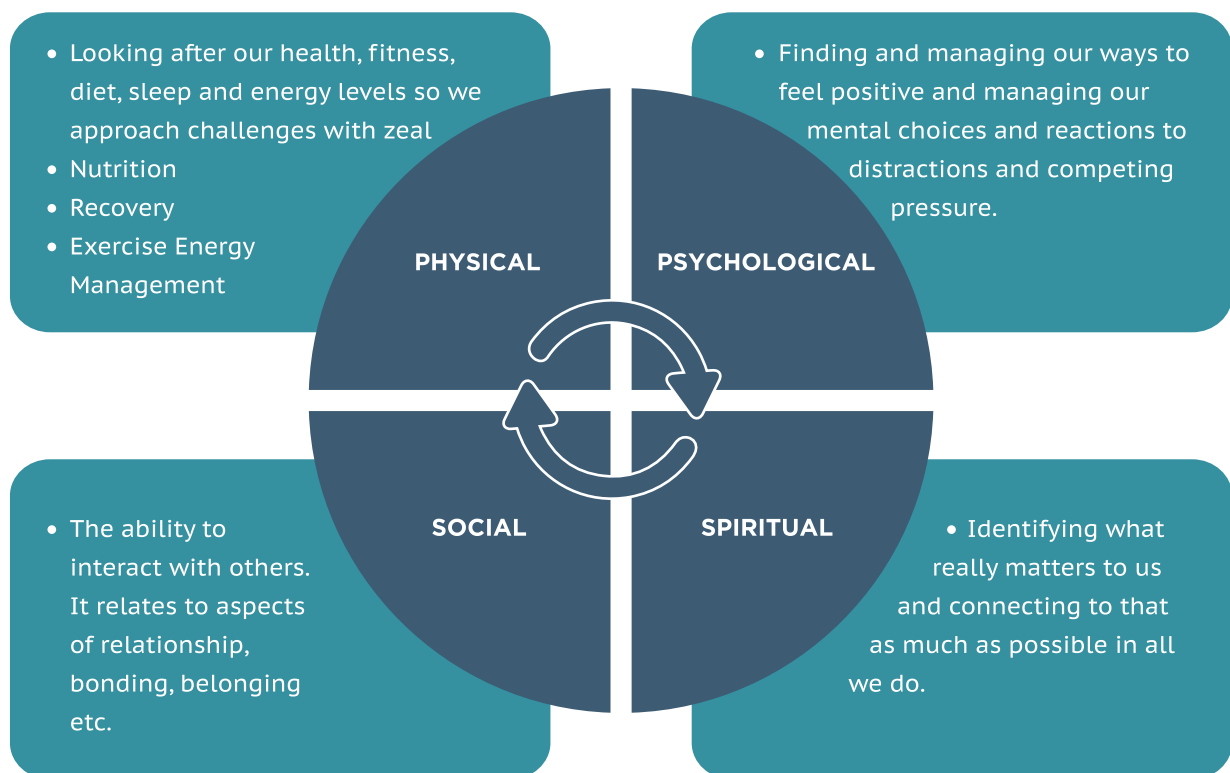 • Looking after our health, fitness,
diet, sleep and energy levels so we
approach challenges with zeal
• Nutrition
• Recovery
• Exercise Energy
Management
• Finding and managing our ways to
feel positive and managing our
mental choices and reactions to
distractions and competing
pressure.
PHYSICAL
PSYCHOLOGICAL
SOCIAL
SPIRITUAL
• The ability to
interact with others.
It relates to aspects
of relationship,
bonding, belonging
etc.
• Identifying what
really matters to us
and connecting to that
as much as possible in all
we do.